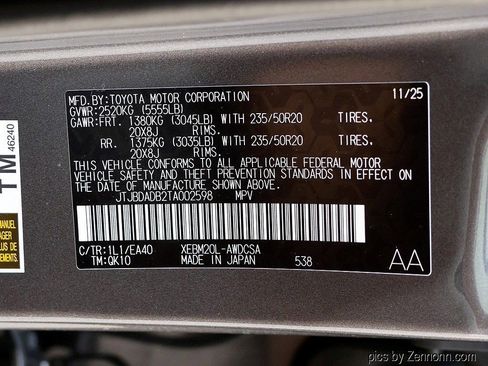 MFD.BY:TOYOTA MOTOR CORPORATION 11/25
GVWR:2520KG (5555LB)
GAWR:FRT. 1380KG (3045LB) WITH 235/50R20 TIRES,
20X8J RIMS.
RR. 1375KG (3035LB) WITH 235/50R20 TIRES,
20X8J RIMS.
THIS VEHICLE CONFORMS TO ALL APPLICABLE FEDERAL MOTOR
VEHICLE SAFETY AND THEFT PREVENTION STANDARDS IN EFFECT ON
THE DATE OF MANUFACTURE SHOWN ABOVE.
JTJBDADB2TA002598 MPV
C/TR:1L1/EA40 XEBM20L-AWDCSA
TM:QK10 MADE IN JAPAN 538
AA
TM
46240
MANUEL
pics by Zennonn.com